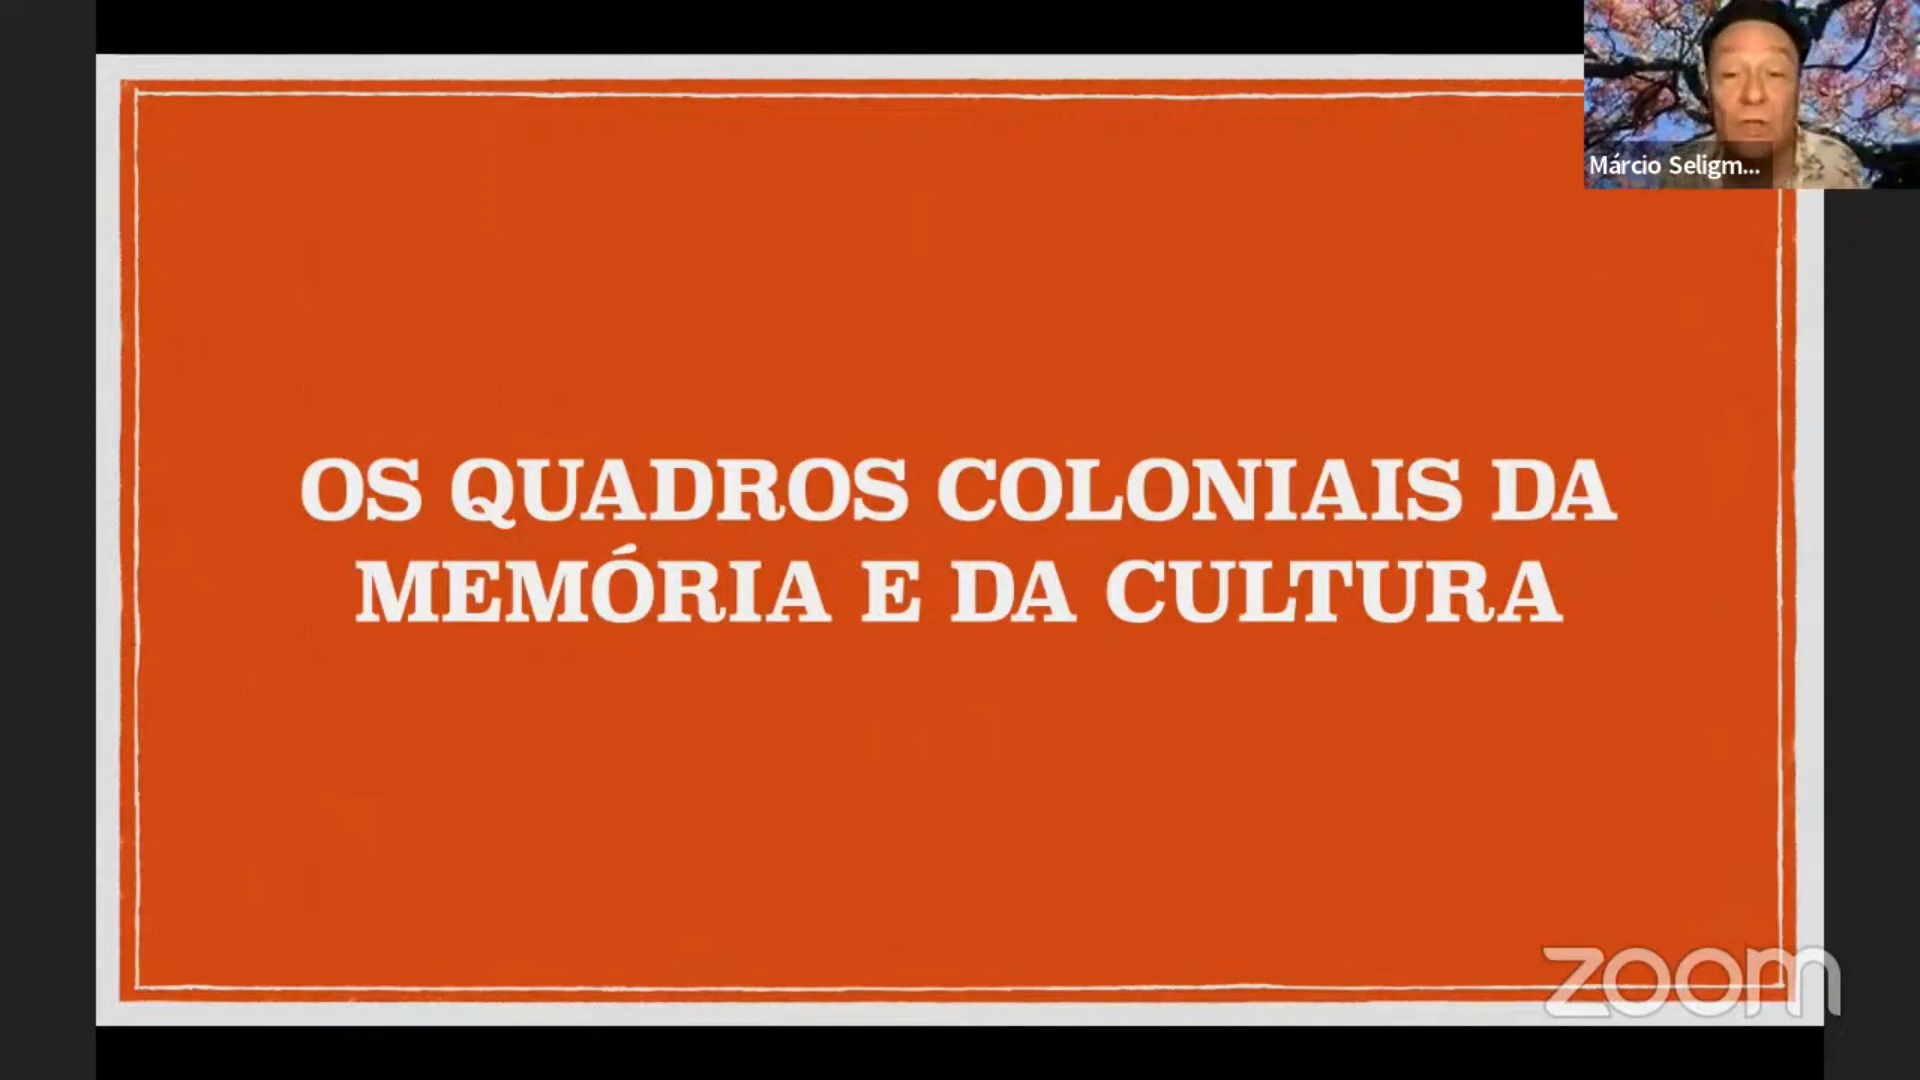 Márcio Seligm...
OS QUADROS COLONIAIS DA
MEMÓRIA E DA CULTURA
zoom